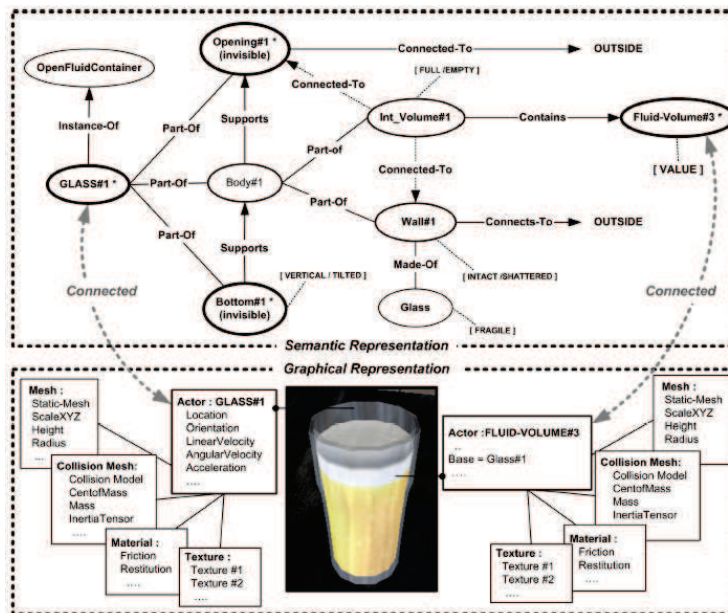 Opening#1 *
(invisible)
Connected-To
OUTSIDE
OpenFluidContainer
[ FULL /EMPTY ]
Connected-To
Instance-Of
Part-Of
Supports
Int_Volume#1
Contains
Fluid-Volume#3 *
Part-Of
GLASS#1 *
Part-Of
Body#1
Connected-To
[ VALUE ]
Part-Of
Wall#1
Connects-To
OUTSIDE
Part-Of
Supports
Made-Of
[ VERTICAL / TILTED ]
[ INTACT /SHATTERED ]
Connected
Connected
Bottom#1 *
(invisible)
Glass
[ FRAGILE ]
Semantic Representation
Graphical Representation
Mesh :
Static-Mesh
ScaleXYZ
Height
Radius
...
Actor : GLASS#1
Location
Orientation
LinearVelocity
AngularVelocity
Acceleration
....
Collision Mesh:
Collision Model
CentofMass
Mass
InertiaTensor
....
Material :
Friction
Restitution
....
Texture :
Texture #1
Texture #2
....
Actor :FLUID-VOLUME#3
..
Base = Glass#1
....
Mesh :
Static-Mesh
ScaleXYZ
Height
Radius
Collision Mesh:
Collision Model
CentofMass
Mass
InertiaTensor
....
Texture :
Texture #1
Texture #2
....
Material :
Friction
Restitution
....